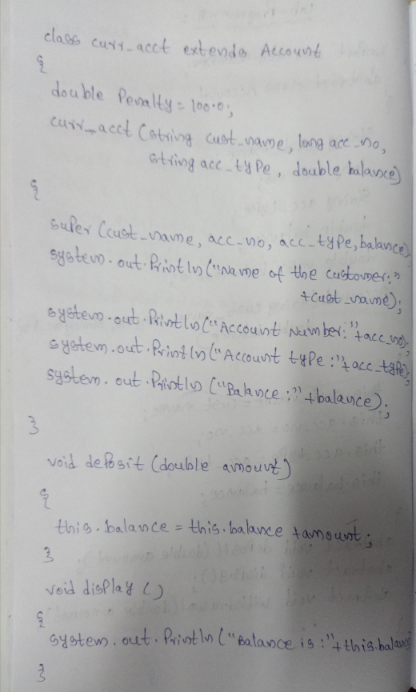 class curr_acct extends Account
{
double Penalty = 100.0;
curr_acct (string cust_name, long acc_no,
string acc_type, double balance)
{
super (cust_name, acc_no, acc_type, balance)
system.out.Println ("Name of the customer:"
+cust_name);
system.out.Println ("Account Number:"+acc_no);
system.out.Println ("Account type:"+acc_type);
system.out.Println ("Balance:"+balance);
}
void deposit (double amount)
{
this.balance = this.balance +amount;
}
void display ()
{
system.out.Println ("Balance is:"+this.balance
}